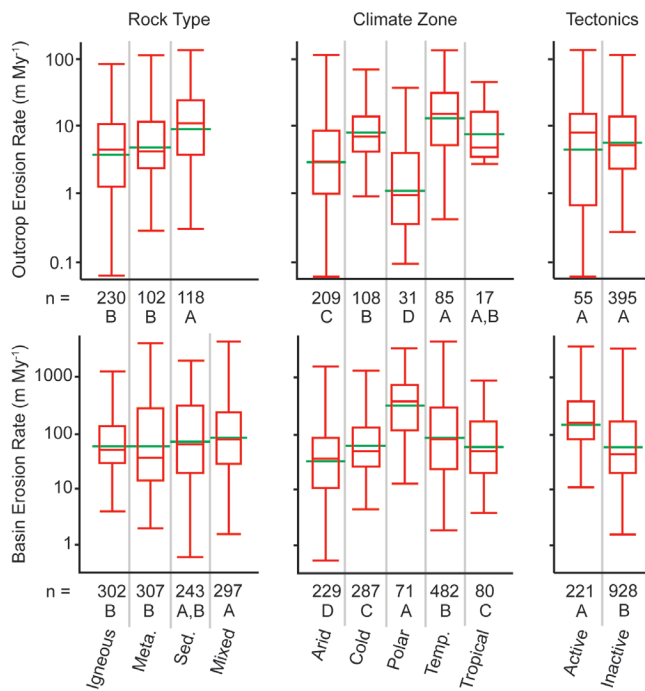 Rock Type Climate Zone Tectonics
Outcrop Erosion Rate (m My⁻¹)
100
10
1
0.1
n = 230 102 118 209 108 31 85 17 55 395
B B A C B D A A,B A A
Basin Erosion Rate (m My⁻¹)
1000
100
10
1
n = 302 307 243 297 229 287 71 482 80 221 928
B B A,B A D C A B C A B
Igneous Meta. Sed. Mixed Arid Cold Polar Temp. Tropical Active Inactive